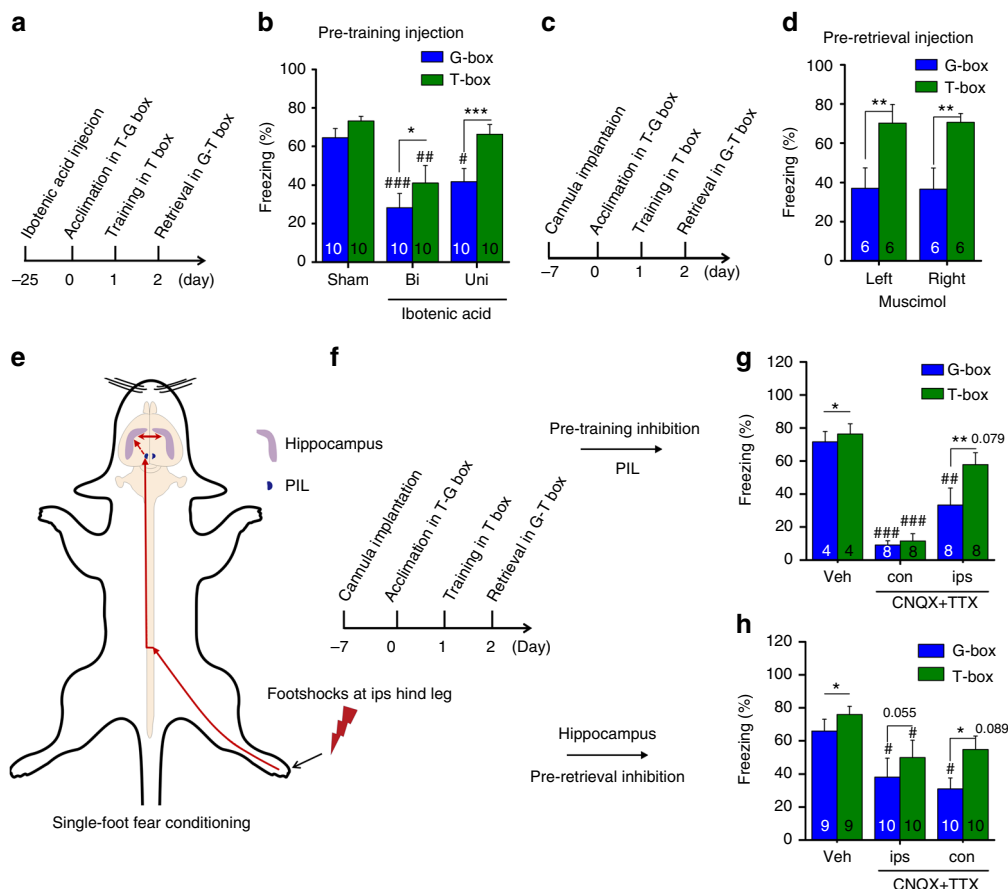 a
Ibotenic acid injecion
Acclimation in T-G box
Training in T box
Retrieval in G-T box
−25 0 1 2 (day)
b
Pre-training injection
G-box
T-box
Freezing (%)
100
80
60
40
20
0
* ***
### ## #
10 10 10 10 10 10
Sham Bi Uni
Ibotenic acid
c
Cannula implantaion
Acclimation in T-G box
Training in T box
Retrieval in G-T box
−7 0 1 2 (day)
d
Pre-retrieval injection
G-box
T-box
Freezing (%)
100
80
60
40
20
0
** **
6 6 6 6
Left Right
Muscimol
e
Hippocampus
PIL
Footshocks at ips hind leg
Single-foot fear conditioning
f
Cannula implantation
Acclimation in T-G box
Training in T box
Retrieval in G-T box
−7 0 1 2 (Day)
Pre-training inhibition
PIL
Hippocampus
Pre-retrieval inhibition
g
G-box
T-box
Freezing (%)
120
100
80
60
40
20
0
* ** 0.079
### ### ##
4 4 8 8 8 8
Veh con ips
CNQX+TTX
h
G-box
T-box
Freezing (%)
120
100
80
60
40
20
0
* 0.055 * 0.089
# # #
9 9 10 10 10 10
Veh ips con
CNQX+TTX